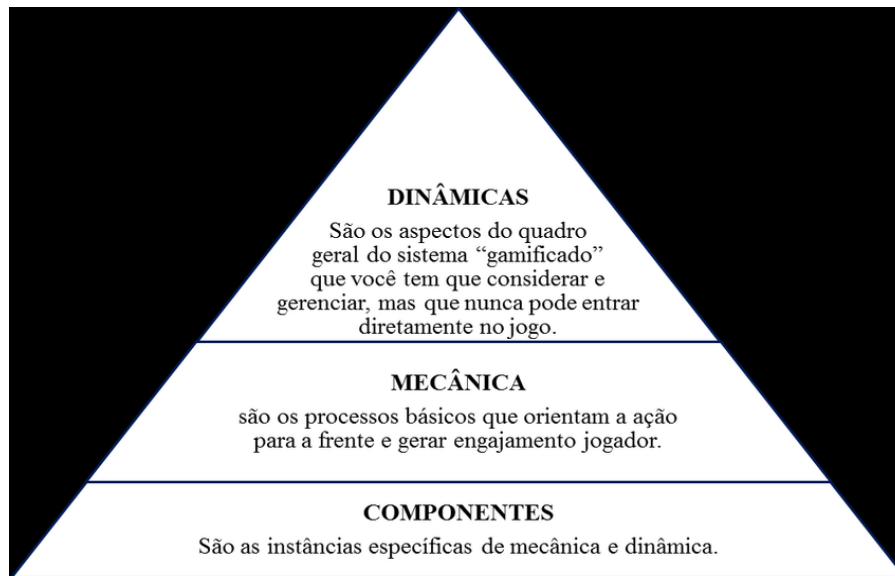 DINÂMICAS
São os aspectos do quadro
geral do sistema “gamificado”
que você tem que considerar e
gerenciar, mas que nunca pode entrar
diretamente no jogo.
MECÂNICA
são os processos básicos que orientam a ação
para a frente e gerar engajamento jogador.
COMPONENTES
São as instâncias específicas de mecânica e dinâmica.